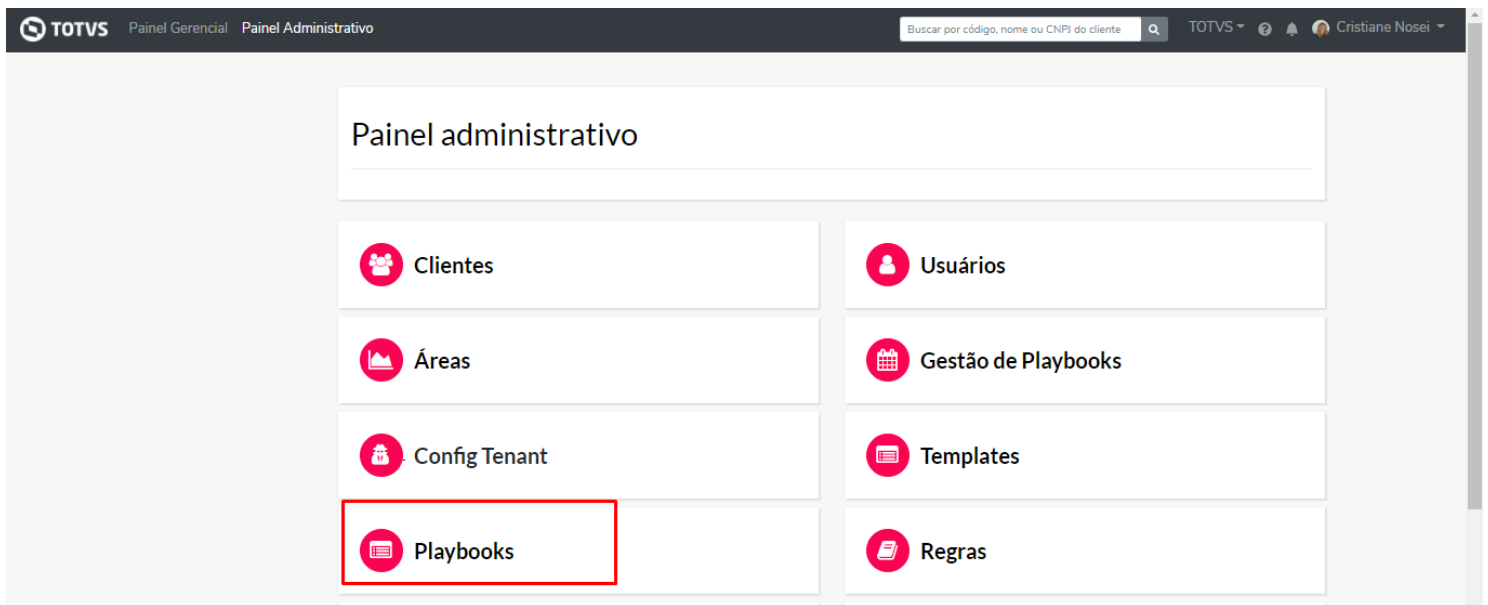 TOTVS Painel Gerencial Painel Administrativo Buscar por código, nome ou CNPJ do cliente TOTVS Cristiane Nosei
Painel administrativo
Clientes Usuários
Áreas Gestão de Playbooks
Config Tenant Templates
Playbooks Regras